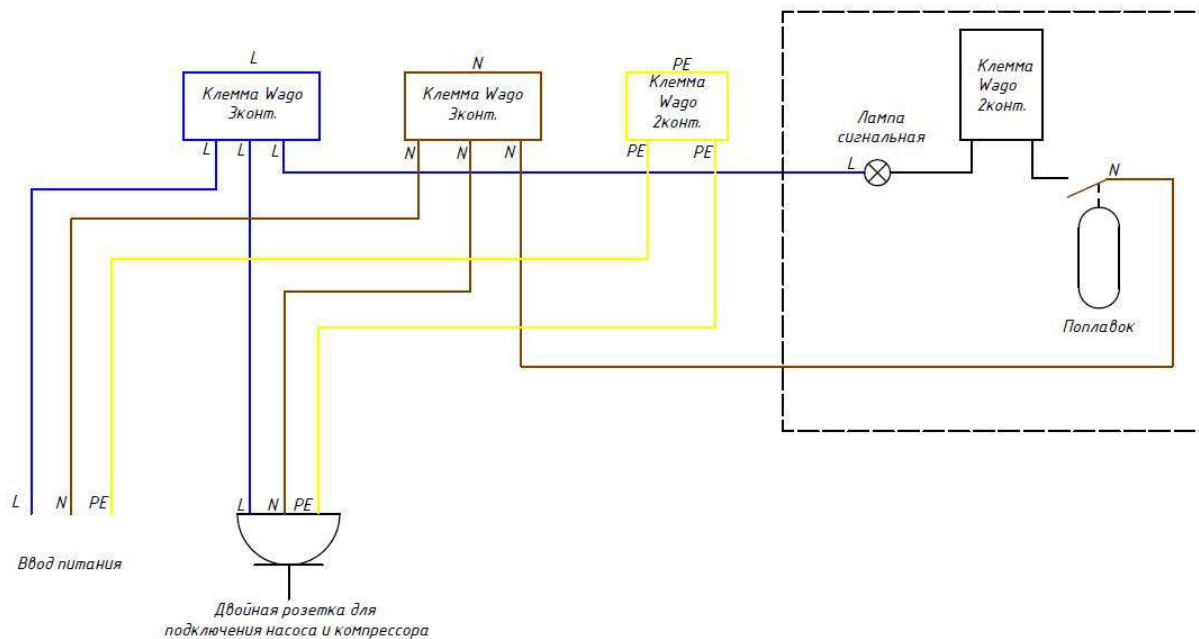 L
N
PE
Клемма Wago
3конт.
Клемма Wago
3конт.
Клемма
Wago
2конт.
Клемма
Wago
2конт.
Лампа
сигнальная
L L L
N N N
PE PE
L
N
Поплавок
L N PE
L N PE
Ввод питания
Двойная розетка для
подключения насоса и компрессора